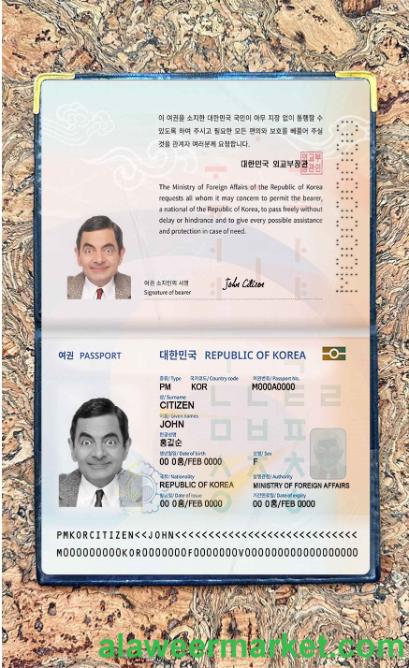 이 여권을 소지한 대한민국 국민이 아무 지장 없이 통행할 수
있도록 하여 주시고 필요한 모든 편의와 보호를 베풀어 주실
것을 관계자 여러분께 요청합니다.
대한민국 외교부장관
The Ministry of Foreign Affairs of the Republic of Korea
requests all whom it may concern to permit the bearer,
a national of the Republic of Korea, to pass freely without
delay or hindrance and to give every possible assistance
and protection in case of need.
여권 소지인의 서명
Signature of bearer
John Citizen
여권 PASSPORT 대한민국 REPUBLIC OF KOREA
종류/Type 국가코드/Country code 여권번호/Passport No.
PM KOR M000A0000
성/Surname
CITIZEN
이름/Given names
JOHN
한글성명
홍길순
생년월일/Date of birth 성별/Sex
00 0홈/FEB 0000 F
국적/Nationality 발행관청/Authority
REPUBLIC OF KOREA MINISTRY OF FOREIGN AFFAIRS
발급일/Date of issue 기간만료일/Date of expiry
00 0홈/FEB 0000 00 0홈/FEB 0000
alaweermarket.com